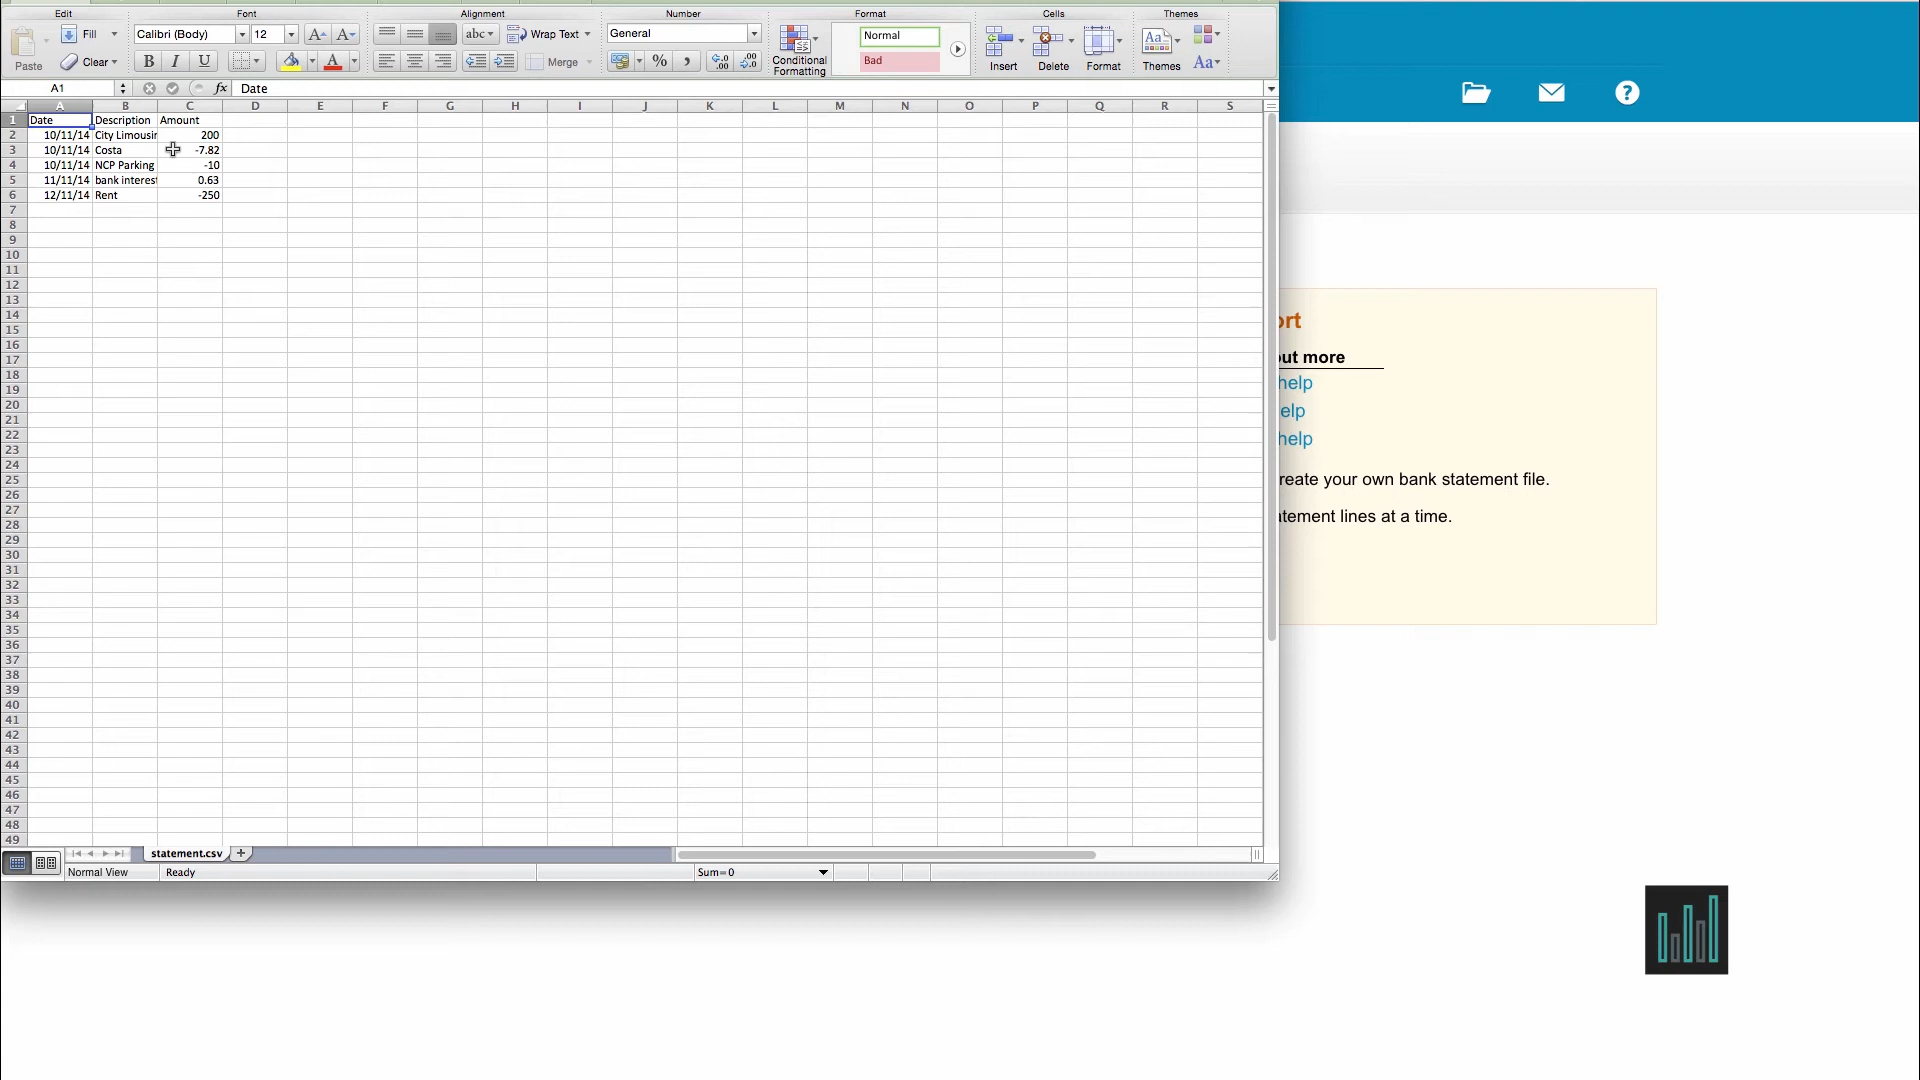 Edit
Font
Alignment
Number
Format
Cells
Themes
Fill
Calibri (Body)
12
A
A
abc
Wrap Text
General
Normal
Paste
Clear
B I U
A
Merge
%
Conditional
Formatting
Bad
Insert
Delete
Format
Themes
Aa
Aa
A1
fx
Date
A B C D E F G H I J K L M N O P Q R S
1 Date Description Amount
2 10/11/14 City Limousin 200
3 10/11/14 Costa -7.82
4 10/11/14 NCP Parking -10
5 11/11/14 bank interest 0.63
6 12/11/14 Rent -250
7
8
9
10
11
12
13
14
15
16
17
18
19
20
21
22
23
24
25
26
27
28
29
30
31
32
33
34
35
36
37
38
39
40
41
42
43
44
45
46
47
48
49
statement.csv
Normal View
Ready
Sum=0
?
ort
out more
help
elp
help
reate your own bank statement file.
atement lines at a time.